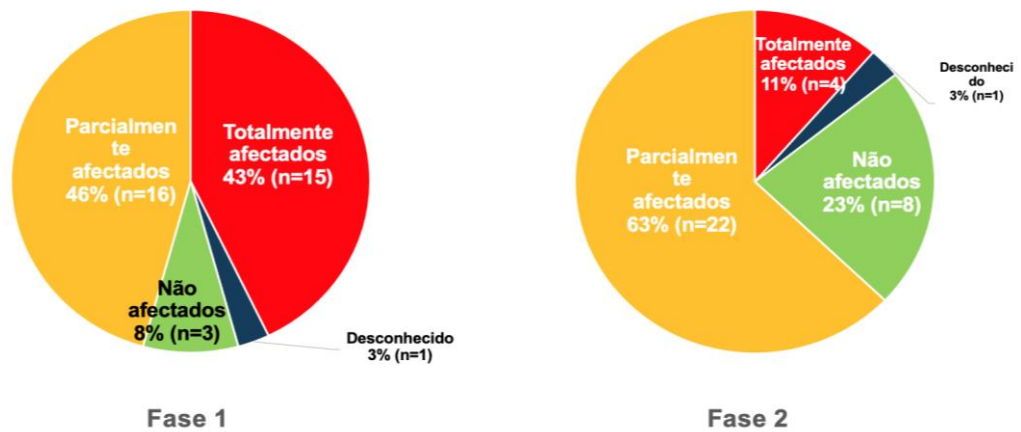 Parcialmen
te
afectados
46% (n=16)
Totalmente
afectados
43% (n=15)
Não
afectados
8% (n=3)
Desconhecido
3% (n=1)
Fase 1
Totalmente
afectados
11% (n=4)
Desconheci
do
3% (n=1)
Parcialmen
te
afectados
63% (n=22)
Não
afectados
23% (n=8)
Fase 2